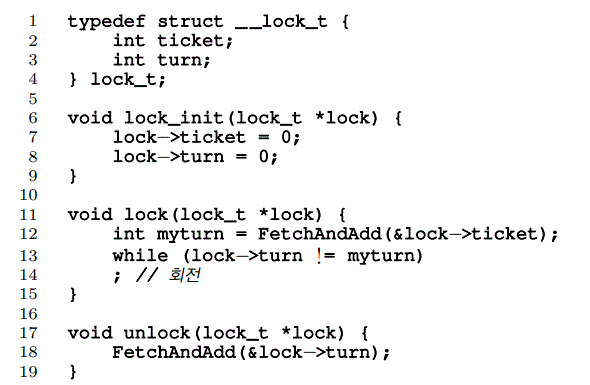 1 typedef struct __lock_t {
2 int ticket;
3 int turn;
4 } lock_t;
5
6 void lock_init(lock_t *lock) {
7 lock->ticket = 0;
8 lock->turn = 0;
9 }
10
11 void lock(lock_t *lock) {
12 int myturn = FetchAndAdd(&lock->ticket);
13 while (lock->turn != myturn)
14 ; // 회전
15 }
16
17 void unlock(lock_t *lock) {
18 FetchAndAdd(&lock->turn);
19 }